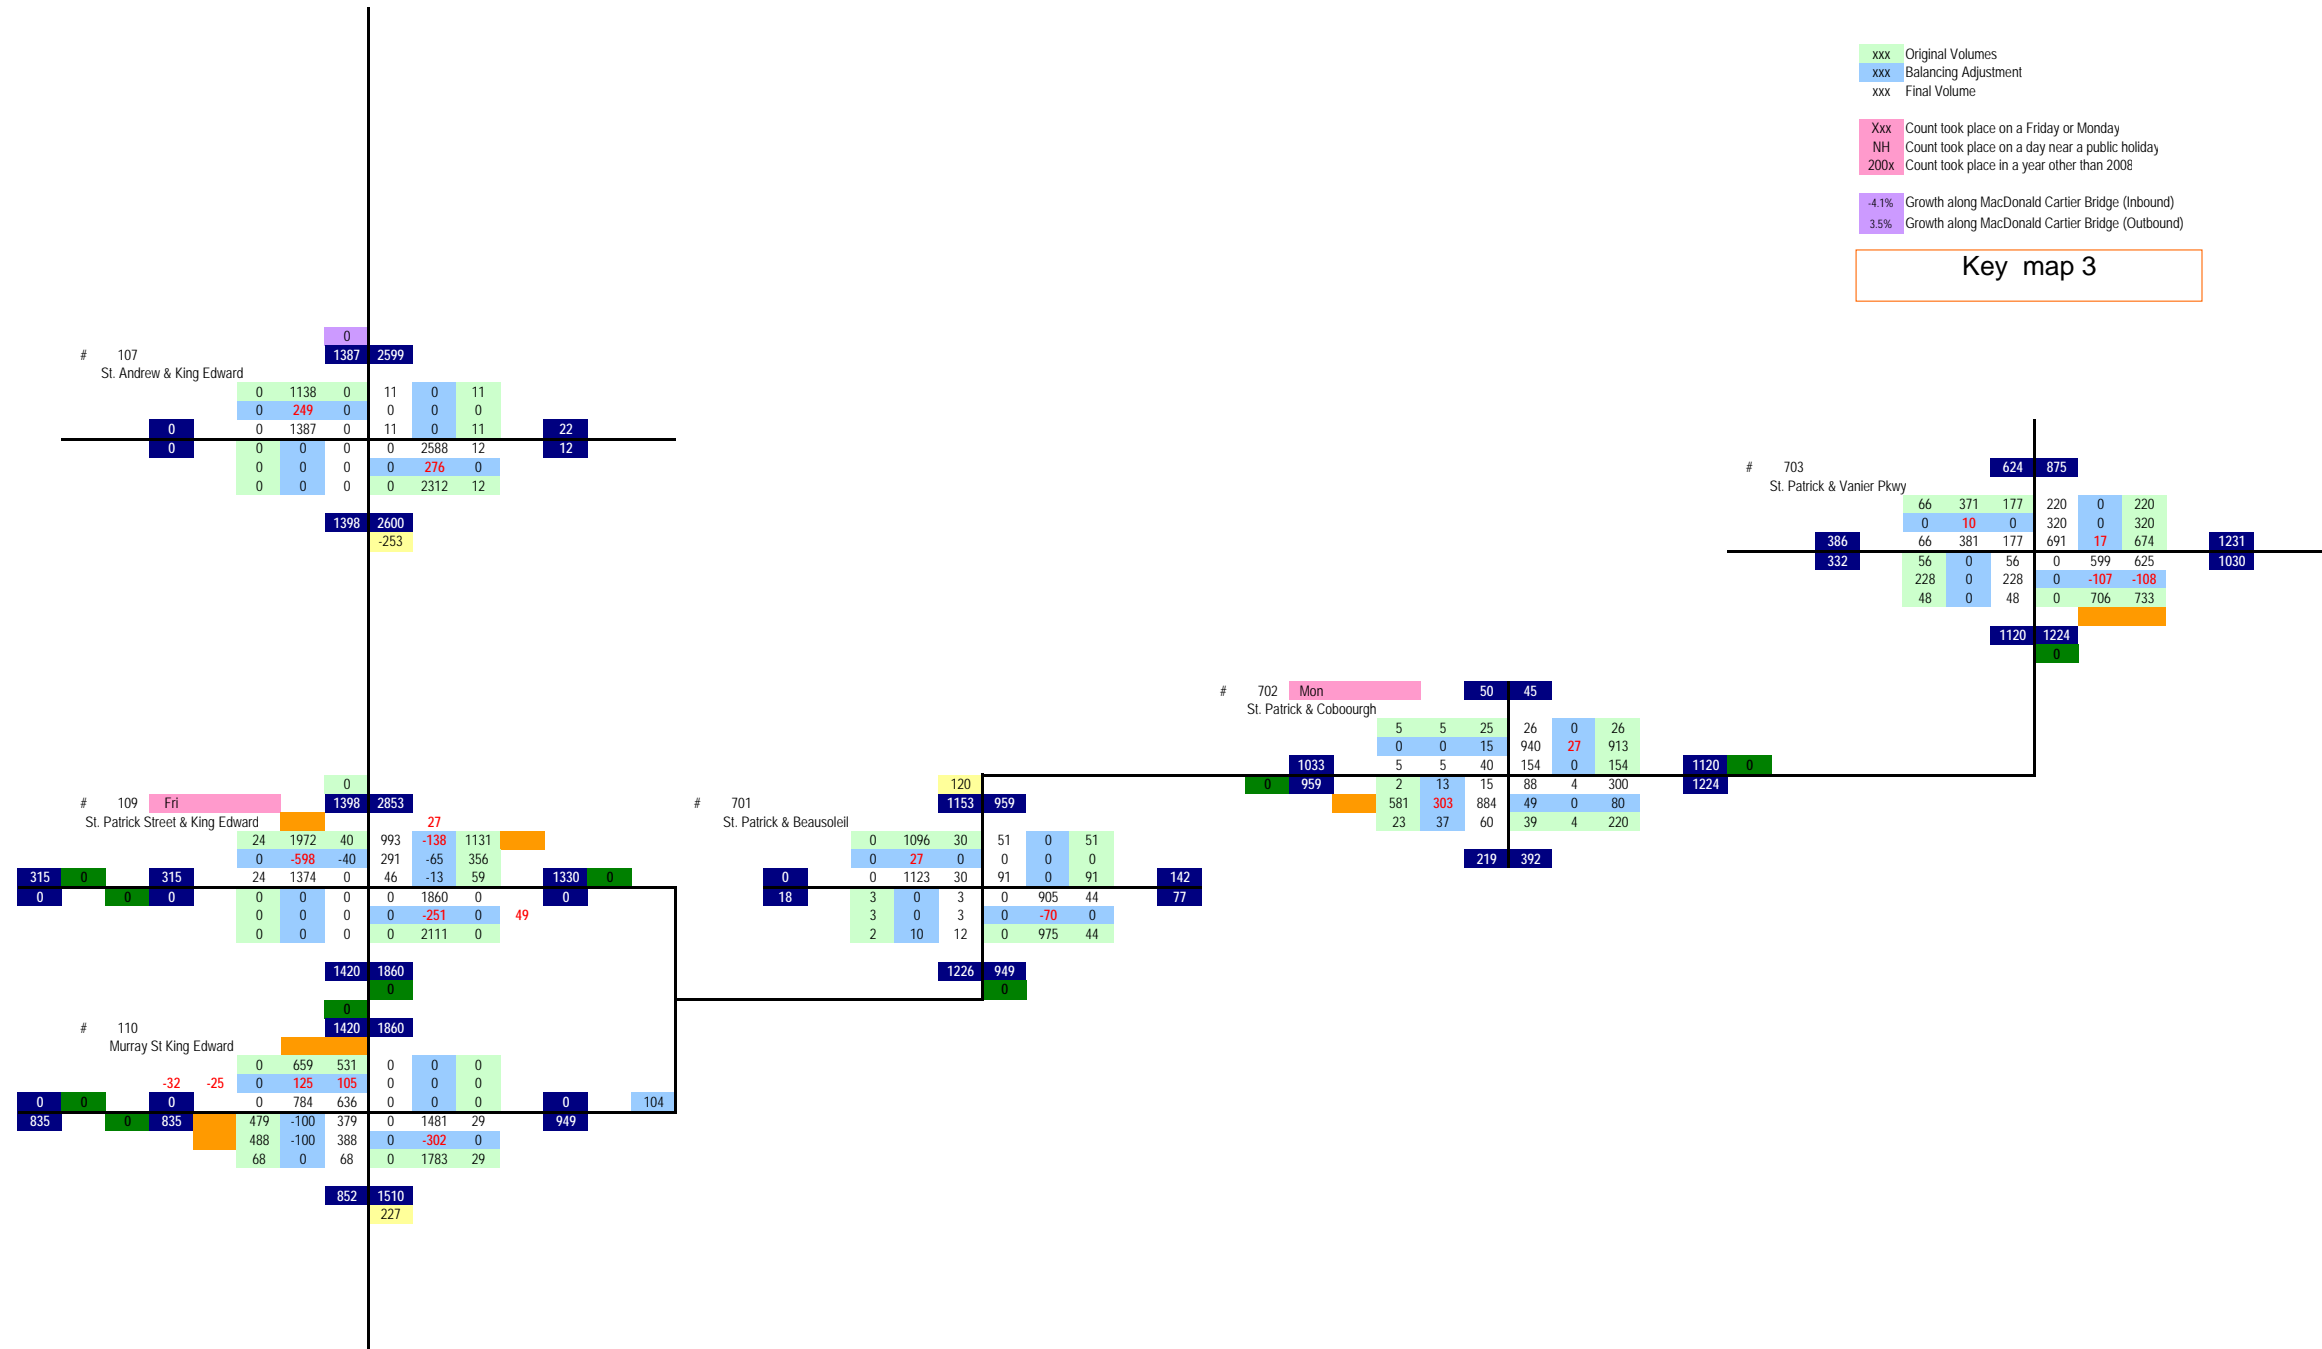 xxx Original Volumes
xxx Balancing Adjustment
xxx Final Volume
Xxx Count took place on a Friday or Monday
NH Count took place on a day near a public holiday
200x Count took place in a year other than 2008
-4.1% Growth along MacDonald Cartier Bridge (Inbound)
3.5% Growth along MacDonald Cartier Bridge (Outbound)
Key map 3
0
# 107 1387 2599
St. Andrew & King Edward
0 1138 0 11 0 11
0 249 0 0 0 0
0 0 1387 0 11 0 11 22
0 0 0 0 0 2588 12 12
0 0 0 0 276 0
0 0 0 0 2312 12
1398 2600
-253
# 703 624 875
St. Patrick & Vanier Pkwy
66 371 177 220 0 220
0 10 0 320 0 320
386 66 381 177 691 17 674 1231
332 56 0 56 0 599 625 1030
228 0 228 0 -107 -108
48 0 48 0 706 733
1120 1224
0
# 702 Mon 50 45
St. Patrick & Coboourgh
5 5 25 26 0 26
0 0 15 940 27 913
1033 5 5 40 154 0 154 1120 0
0 959 2 13 15 88 4 300 1224
581 303 884 49 0 80
23 37 60 39 4 220
219 392
0
# 109 Fri 1398 2853
St. Patrick Street & King Edward 27
24 1972 40 993 -138 1131
0 -598 -40 291 -65 356
315 0 315 24 1374 0 46 -13 59 1330 0
0 0 0 0 0 0 0 1860 0 0
0 0 0 0 -251 0 49
0 0 0 0 2111 0
1420 1860
0
120
# 701 1153 959
St. Patrick & Beausoleil
0 1096 30 51 0 51
0 27 0 0 0 0
0 0 1123 30 91 0 91 142
18 3 0 3 0 905 44 77
3 0 3 0 -70 0
2 10 12 0 975 44
1226 949
0
0
# 110 1420 1860
Murray St King Edward
0 659 531 0 0 0
-32 -25 0 125 105 0 0 0
0 0 0 0 784 636 0 0 0 0 104
835 0 835 479 -100 379 0 1481 29 949
488 -100 388 0 -302 0
68 0 68 0 1783 29
852 1510
227